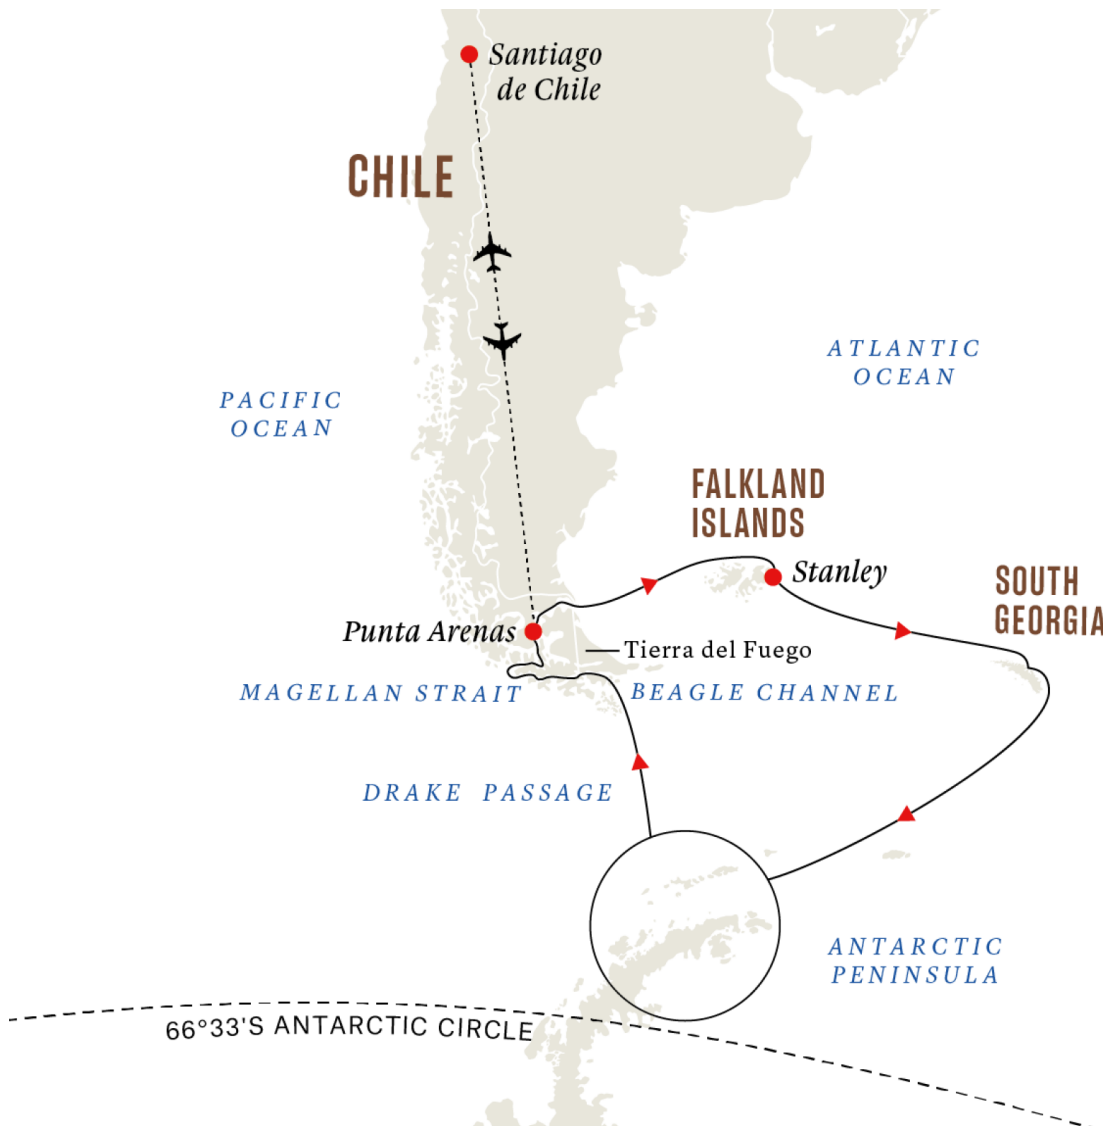 Santiago
de Chile
CHILE
ATLANTIC
OCEAN
PACIFIC
OCEAN
FALKLAND
ISLANDS
Stanley
SOUTH
GEORGIA
Punta Arenas
Tierra del Fuego
MAGELLAN STRAIT
BEAGLE CHANNEL
DRAKE PASSAGE
ANTARCTIC
PENINSULA
66°33'S ANTARCTIC CIRCLE